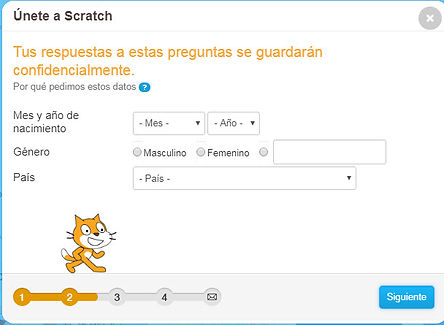 Únete a Scratch
Tus respuestas a estas preguntas se guardarán
confidencialmente.
Por qué pedimos estos datos ?
Mes y año de
nacimiento
- Mes - - Año -
Género Masculino Femenino
País - País -
1 2 3 4
Siguiente